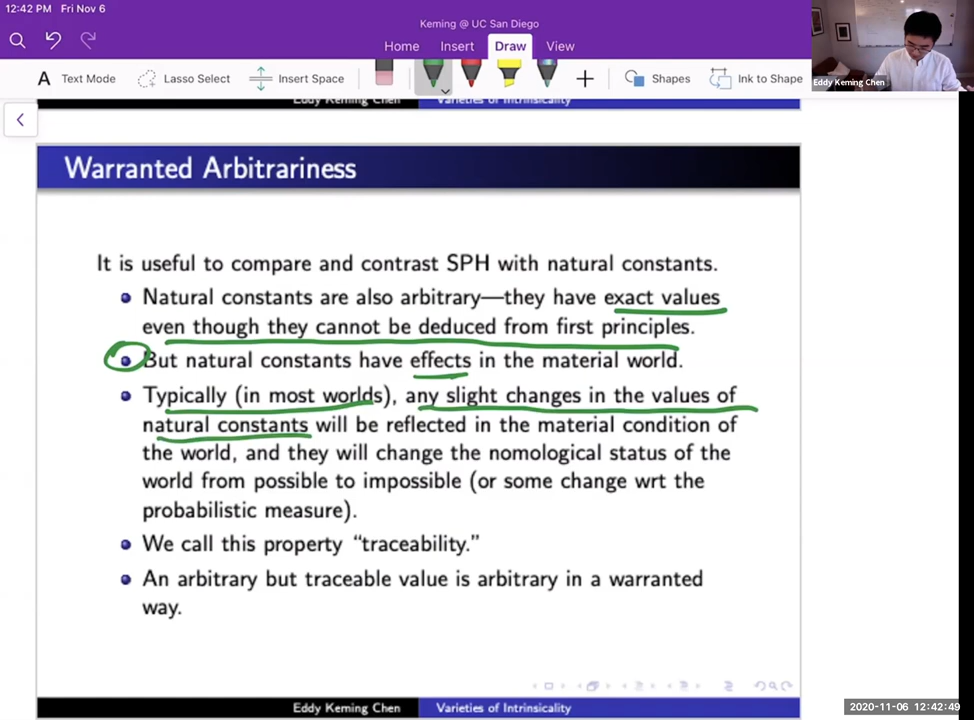 12:42 PM Fri Nov 6
Keming @ UC San Diego
Home Insert Draw View
Eddy Keming Chen
A Text Mode Lasso Select Insert Space Shapes Ink to Shape
Eddy Keming Chen Varieties of Intrinsicality
Warranted Arbitrariness
It is useful to compare and contrast SPH with natural constants.
Natural constants are also arbitrary—they have exact values
even though they cannot be deduced from first principles.
But natural constants have effects in the material world.
Typically (in most worlds), any slight changes in the values of
natural constants will be reflected in the material condition of
the world, and they will change the nomological status of the
world from possible to impossible (or some change wrt the
probabilistic measure).
We call this property “traceability.”
An arbitrary but traceable value is arbitrary in a warranted
way.
Eddy Keming Chen Varieties of Intrinsicality
2020-11-06 12:42:49